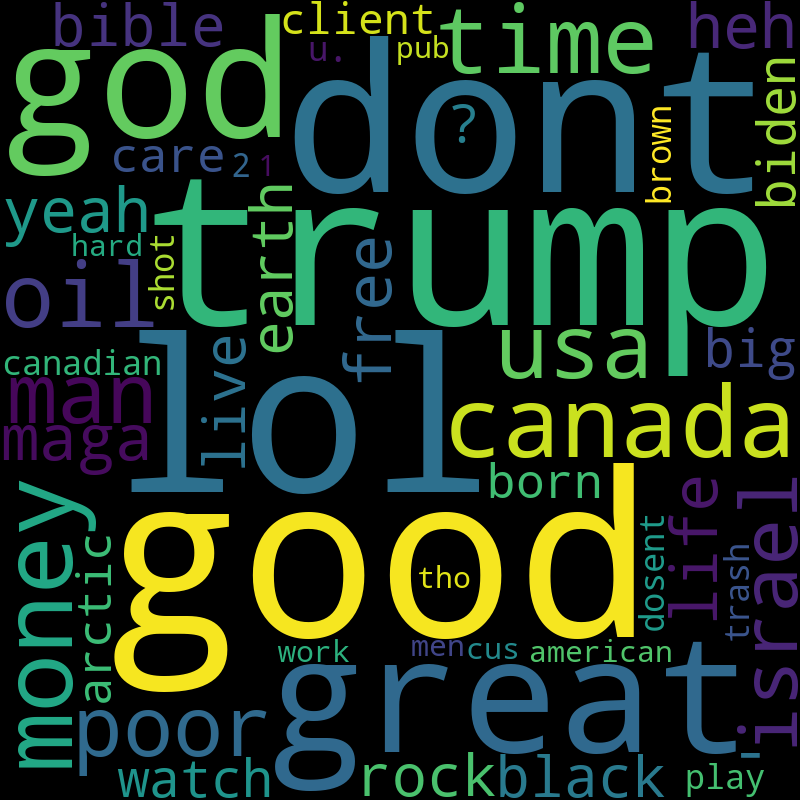 bible
client
heh
god
u.
pub
time
dont
?
biden
care
2
1
brown
yeah
trump
hard
shot
earth
oil
free
usa
big
canadian
live
lol
man
canada
maga
born
money
good
life
israel
arctic
tho
dosent
trash
work
men
cus
american
poor
great
watch
rock
black
play